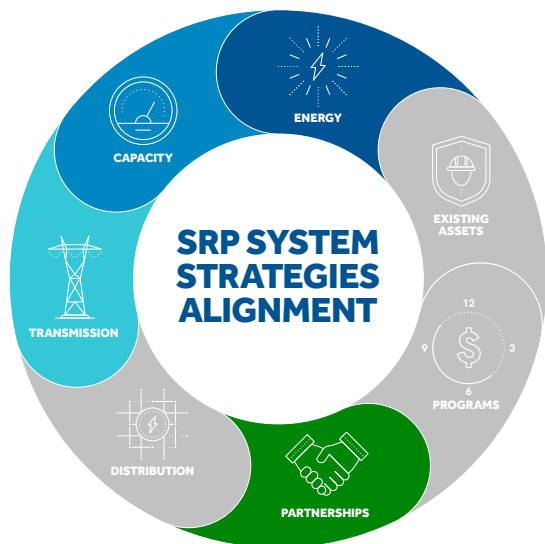 SRP SYSTEM
STRATEGIES
ALIGNMENT
ENERGY
EXISTING
ASSETS
12
9
3
6
$
PROGRAMS
PARTNERSHIPS
DISTRIBUTION
TRANSMISSION
CAPACITY